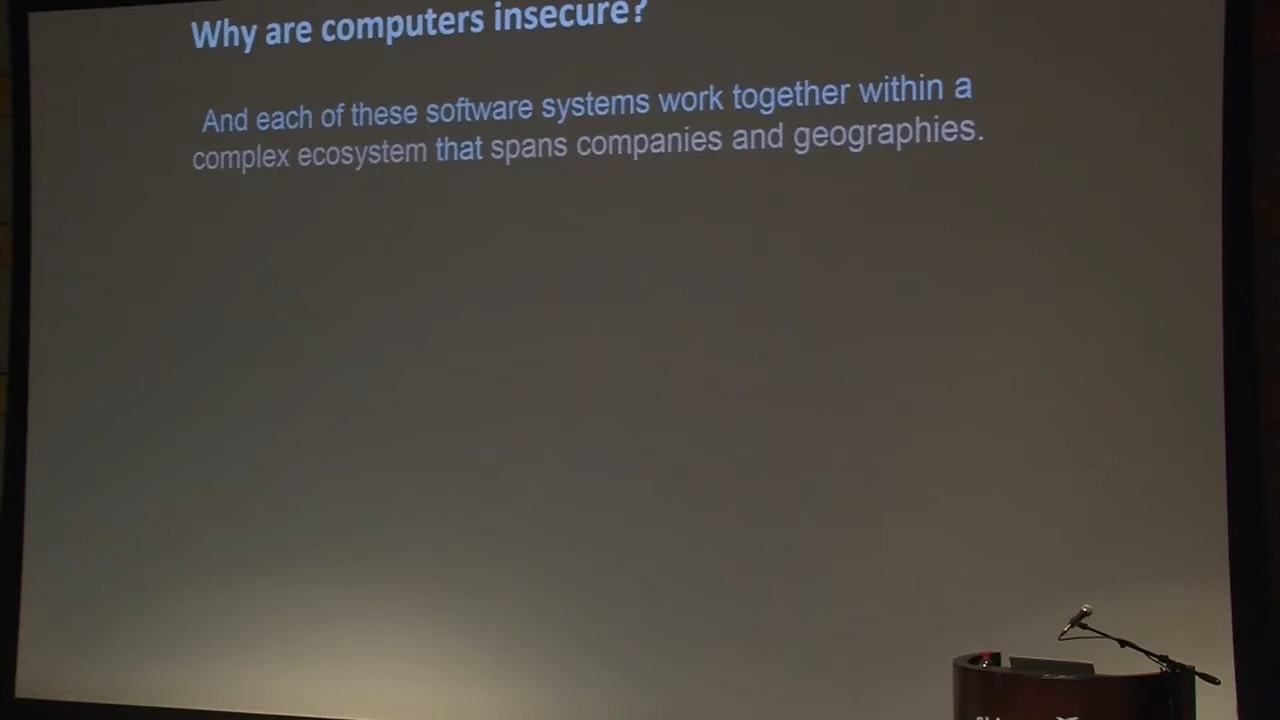 Why are computers insecure?
And each of these software systems work together within a
complex ecosystem that spans companies and geographies.